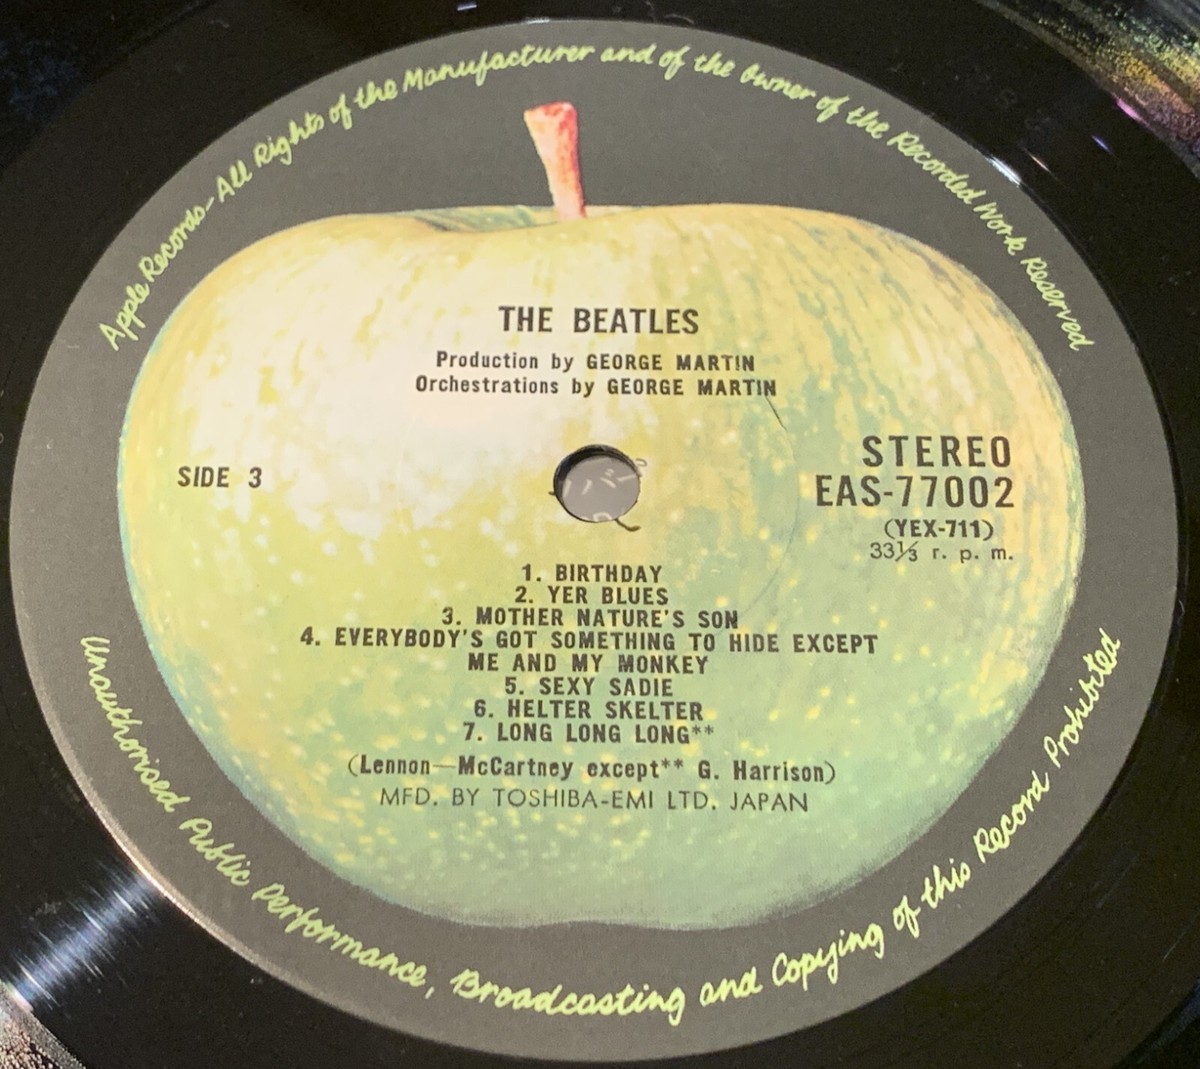 Apple Records-All Rights of the Manufacturer and of the Owner of the Recorded Work Reserved
THE BEATLES
Production by GEORGE MARTIN
Orchestrations by GEORGE MARTIN
SIDE 3
STEREO
EAS-77002
(YEX-711)
33⅓ r. p. m.
1. BIRTHDAY
2. YER BLUES
3. MOTHER NATURE'S SON
4. EVERYBODY'S GOT SOMETHING TO HIDE EXCEPT
ME AND MY MONKEY
5. SEXY SADIE
6. HELTER SKELTER
7. LONG LONG LONG**
(Lennon—McCartney except** G. Harrison)
MFD. BY TOSHIBA-EMI LTD. JAPAN
Unauthorised Public Performance, Broadcasting and Copying of this Record Prohibited